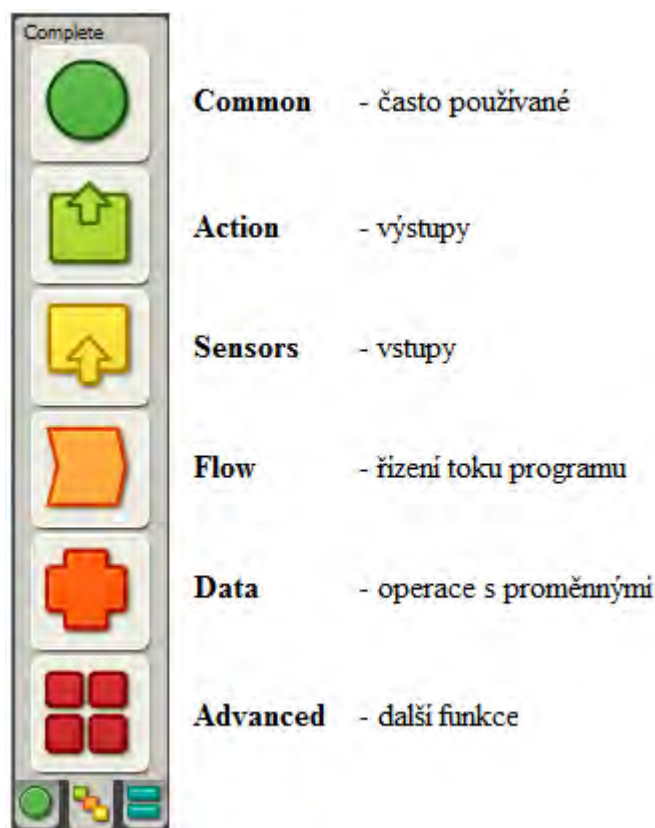 Complete
Common - často používané
Action - výstupy
Sensors - vstupy
Flow - řízení toku programu
Data - operace s proměnnými
Advanced - další funkce